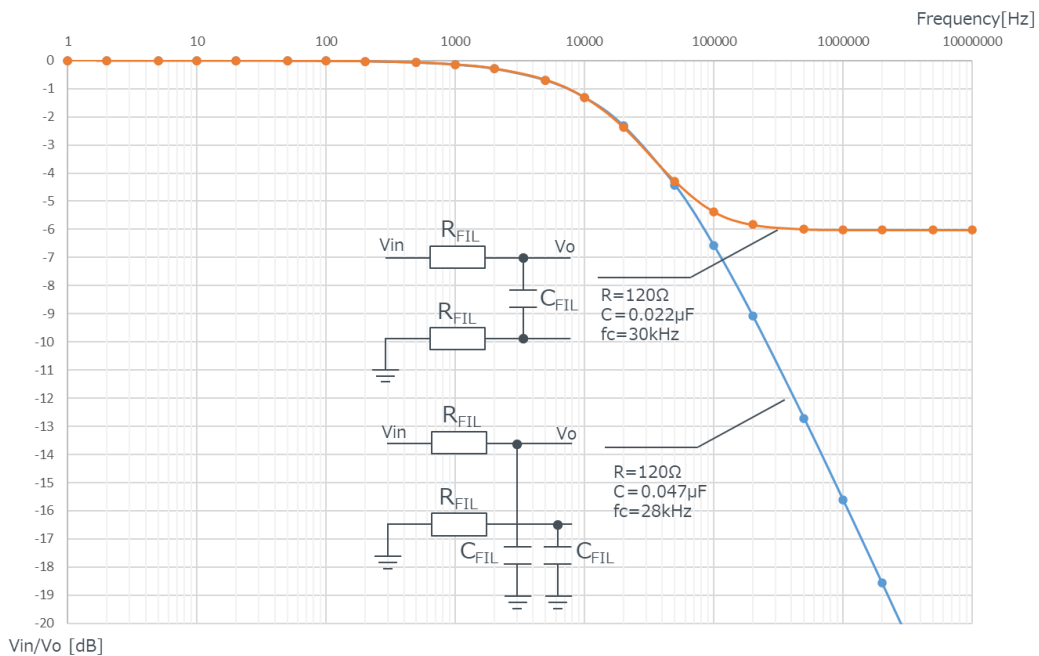 Frequency[Hz]
1 10 100 1000 10000 100000 1000000 10000000
0
-1
-2
-3
-4
-5
-6
-7
-8
-9
-10
-11
-12
-13
-14
-15
-16
-17
-18
-19
-20
Vin RFIL Vo
CFIL
RFIL
R=120Ω
C=0.022μF
fc=30kHz
Vin RFIL Vo
RFIL
CFIL CFIL
R=120Ω
C=0.047μF
fc=28kHz
Vin/Vo [dB]